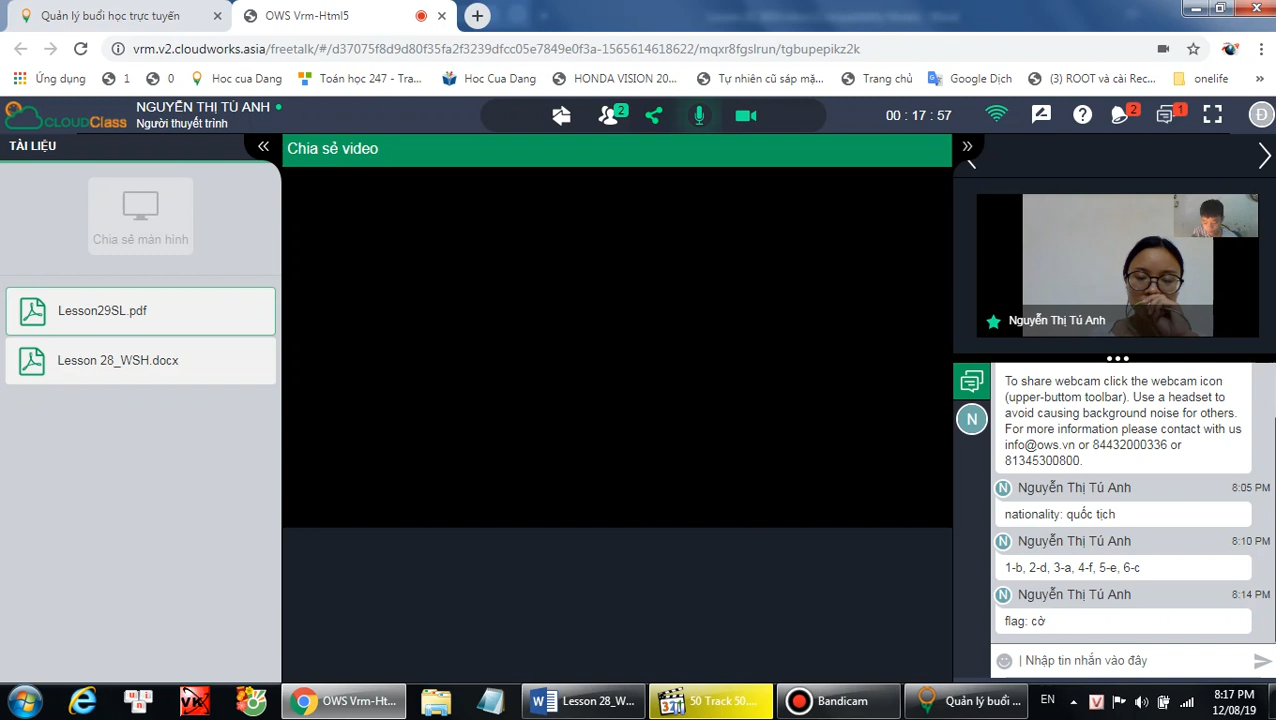 Quản lý buổi học trực tuyến
OWS Vrm-Html5
vrm.v2.cloudworks.asia/freetalk/#/d37075f8d9d80f35fa2f3239dfcc05e7849e0f3a-1565614618622/mqxr8fgslrun/tgbupepikz2k
Ứng dụng
1
0
Hoc cua Dang
Toán học 247 - Tra...
Học Cua Dang
HONDA VISION 20...
Tự nhiên cũ sáp mặ...
Trang chủ
Google Dịch
(3) ROOT và cài Rec...
onelife
»
CLOUDClass
NGUYỄN THỊ TÚ ANH
Người thuyết trình
2
00 : 17 : 57
2
1
Đ
TÀI LIỆU
Chia sẻ màn hình
Lesson29SL.pdf
Lesson 28_WSH.docx
Chia sẻ video
Nguyễn Thị Tú Anh
N
To share webcam click the webcam icon
(upper-buttom toolbar). Use a headset to
avoid causing background noise for others.
For more information please contact with us
info@ows.vn or 84432000336 or
81345300800.
N Nguyễn Thị Tú Anh 8:05 PM
nationality: quốc tịch
N Nguyễn Thị Tú Anh 8:10 PM
1-b, 2-d, 3-a, 4-f, 5-e, 6-c
N Nguyễn Thị Tú Anh 8:14 PM
flag: cờ
Nhập tin nhắn vào đây
OWS Vrm-Ht...
Lesson 28_W...
50 Track 50....
Bandicam
Quản lý buổi ...
EN
8:17 PM
12/08/19